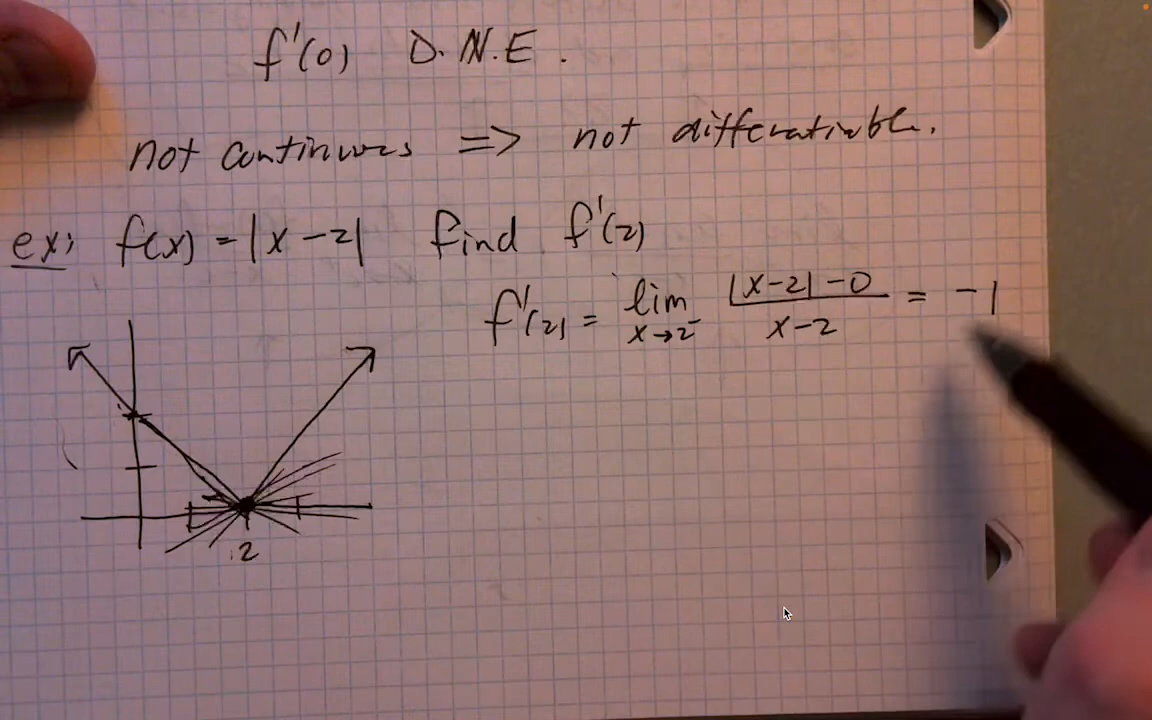 f'(0) D.N.E.
not continuous => not differentiable.
ex: f(x) = |x-2| find f'(2)
f'(2) = lim x→2⁻ (|x-2|-0)/(x-2) = -1
2